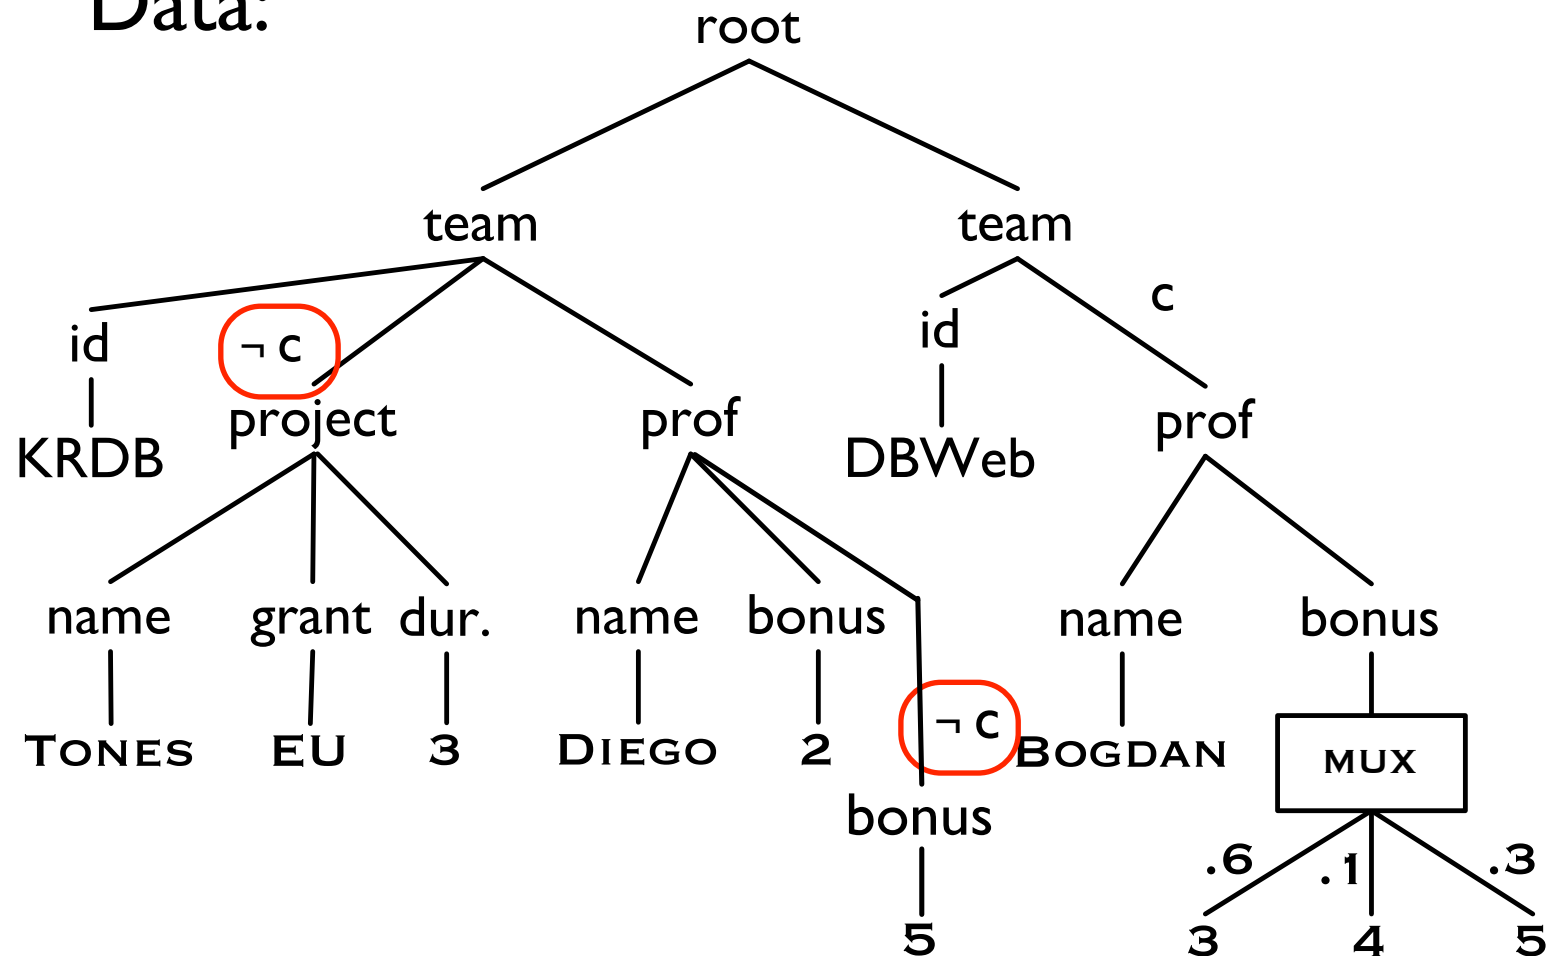 Data:
root
team team
c
id ¬ c id
project prof prof
KRDB DBWeb
name grant dur. name bonus name bonus
TONES EU 3 DIEGO 2 ¬ c BOGDAN MUX
bonus
.6 .1 .3
5 3 4 5